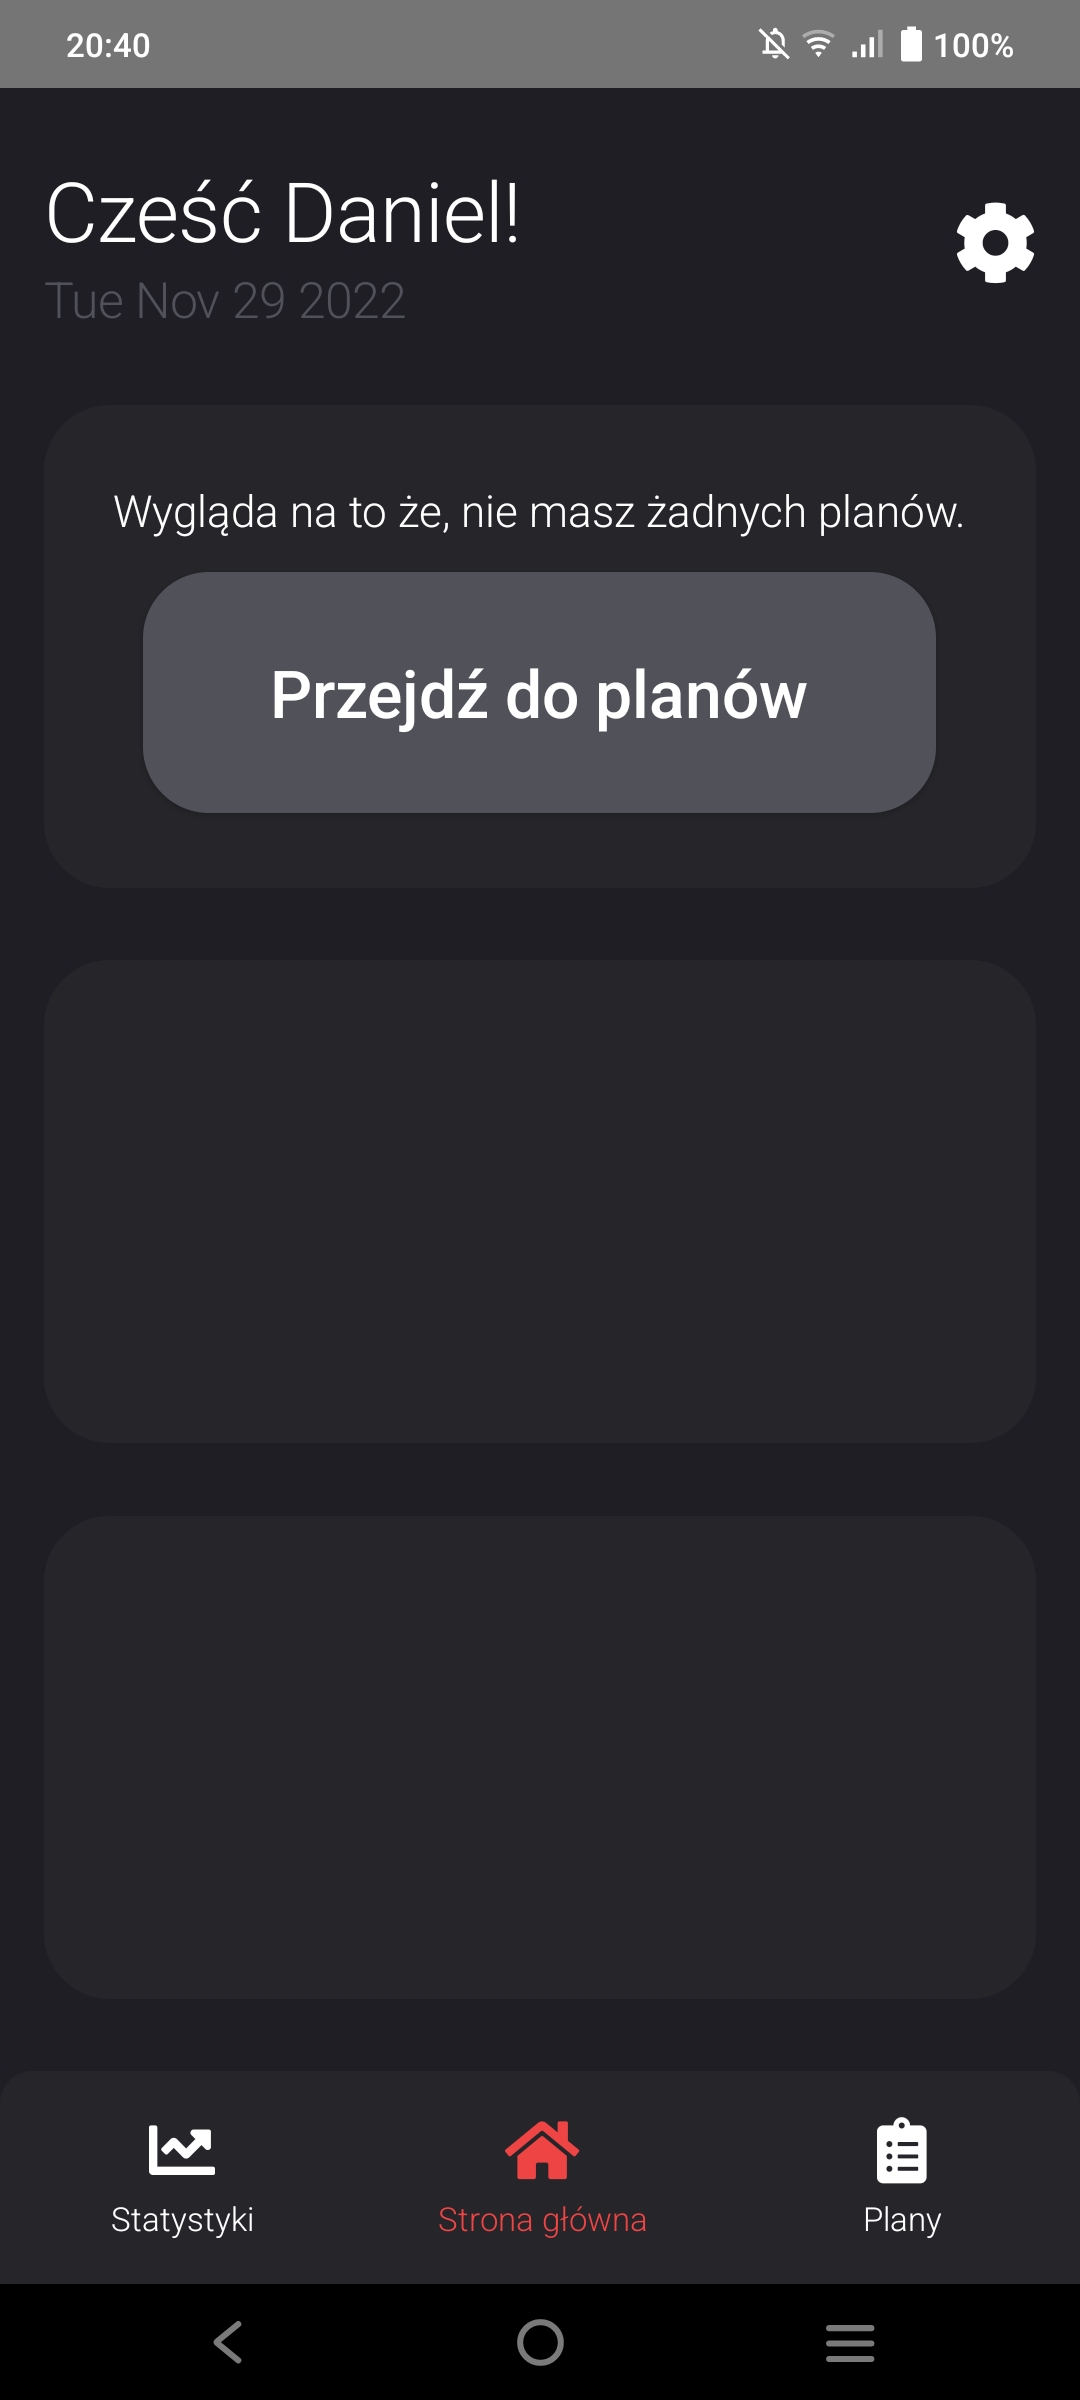 20:40
100%
Cześć Daniel!
Tue Nov 29 2022
Wygląda na to że, nie masz żadnych planów.
Przejdź do planów
Statystyki
Strona główna
Plany